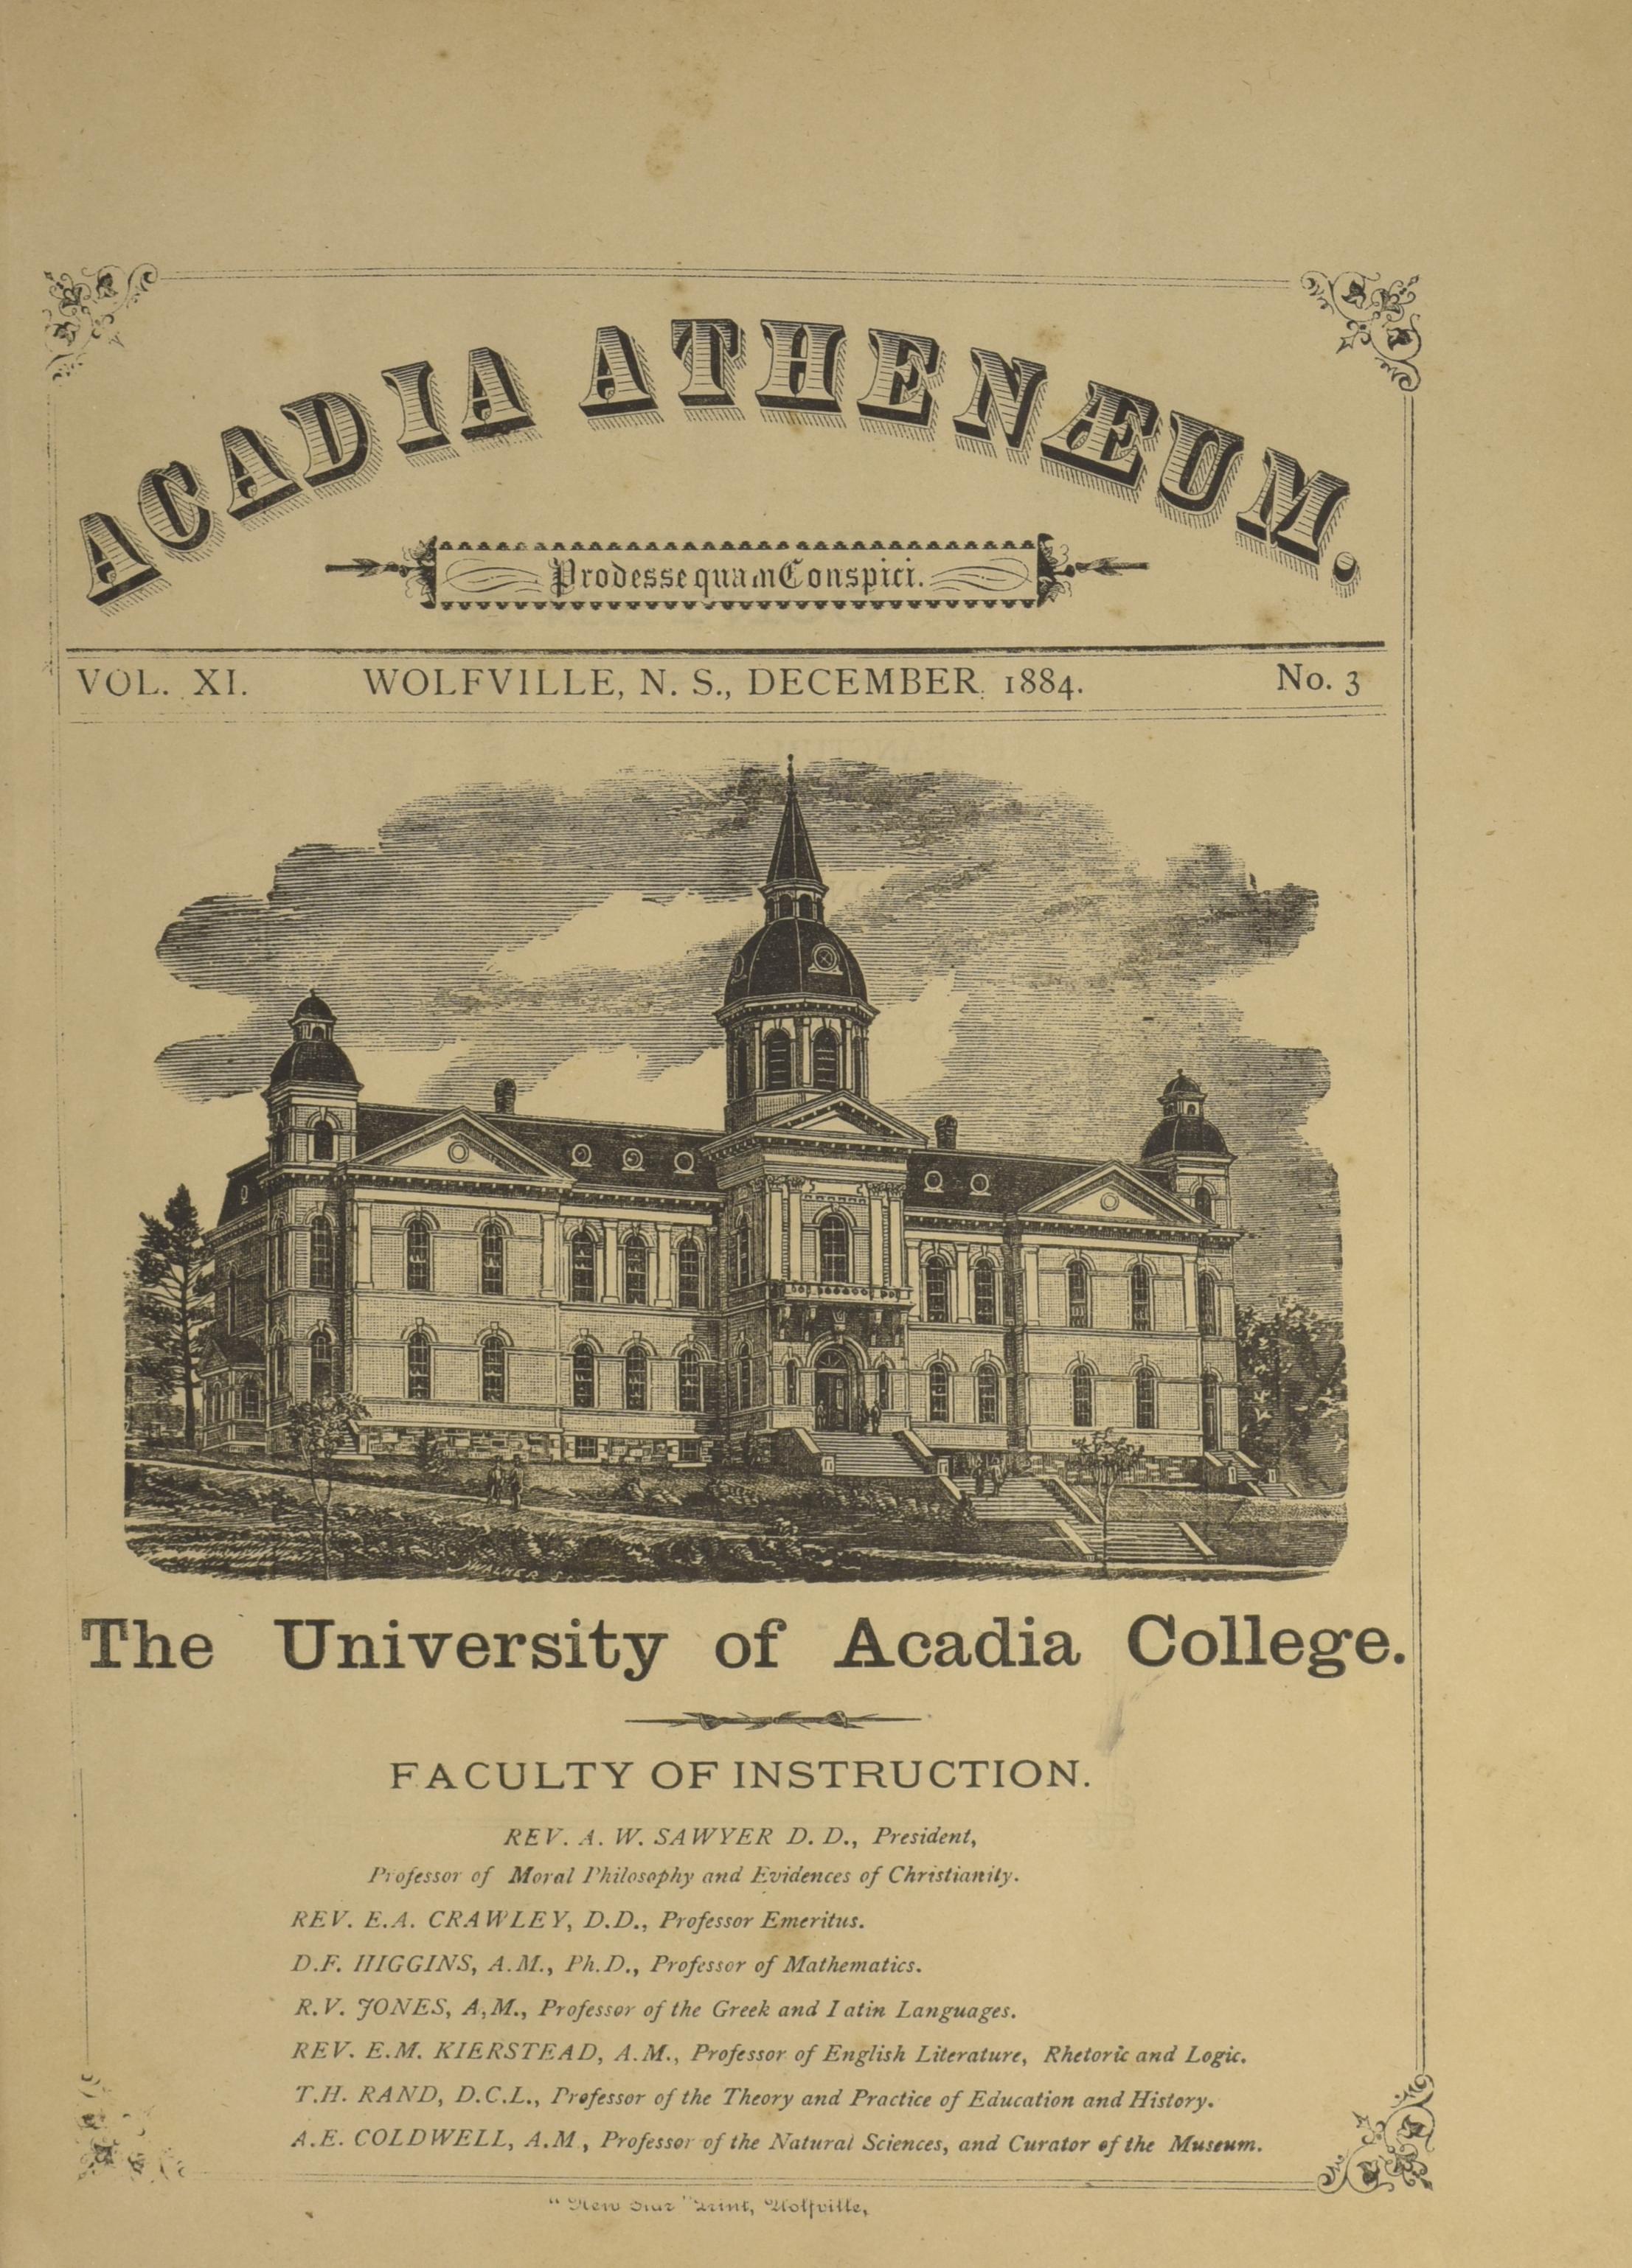 ACADIA ATHENÆUM.
Prodesse quam Conspici.
VOL. XI. WOLFVILLE, N. S., DECEMBER 1884. No. 3
J WALKER S
The University of Acadia College.
FACULTY OF INSTRUCTION.
REV. A. W. SAWYER D. D., President,
Professor of Moral Philosophy and Evidences of Christianity.
REV. E.A. CRAWLEY, D.D., Professor Emeritus.
D.F. HIGGINS, A.M., Ph.D., Professor of Mathematics.
R.V. JONES, A,M., Professor of the Greek and Latin Languages.
REV. E.M. KIERSTEAD, A.M., Professor of English Literature, Rhetoric and Logic.
T.H. RAND, D.C.L., Professor of the Theory and Practice of Education and History.
A.E. COLDWELL, A.M, Professor of the Natural Sciences, and Curator of the Museum.
"New Star" Print, Wolfville,